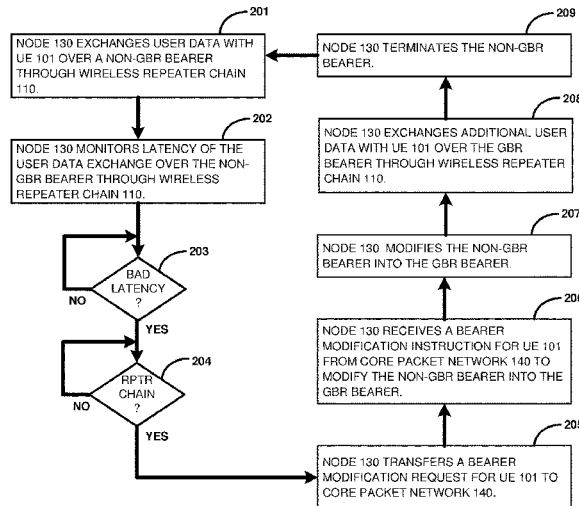 201
NODE 130 EXCHANGES USER DATA WITH
UE 101 OVER A NON-GBR BEARER
THROUGH WIRELESS REPEATER CHAIN
110.
202
NODE 130 MONITORS LATENCY OF THE
USER DATA EXCHANGE OVER THE NON-
GBR BEARER THROUGH WIRELESS
REPEATER CHAIN 110.
203
BAD
LATENCY
?
NO
YES
204
RPTR
CHAIN
?
NO
YES
205
NODE 130 TRANSFERS A BEARER
MODIFICATION REQUEST FOR UE 101 TO
CORE PACKET NETWORK 140.
206
NODE 130 RECEIVES A BEARER
MODIFICATION INSTRUCTION FOR UE 101
FROM CORE PACKET NETWORK 140 TO
MODIFY THE NON-GBR BEARER INTO THE
GBR BEARER.
207
NODE 130 MODIFIES THE NON-GBR
BEARER INTO THE GBR BEARER.
208
NODE 130 EXCHANGES ADDITIONAL USER
DATA WITH UE 101 OVER THE GBR
BEARER THROUGH WIRELESS REPEATER
CHAIN 110.
209
NODE 130 TERMINATES THE NON-GBR
BEARER.